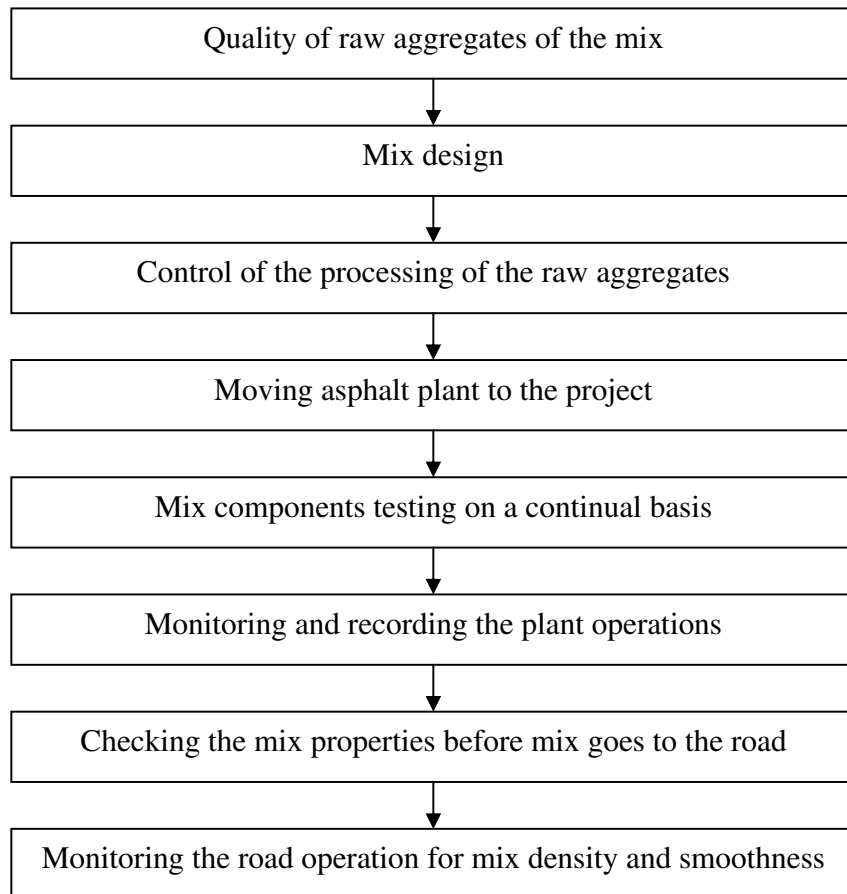 Quality of raw aggregates of the mix
Mix design
Control of the processing of the raw aggregates
Moving asphalt plant to the project
Mix components testing on a continual basis
Monitoring and recording the plant operations
Checking the mix properties before mix goes to the road
Monitoring the road operation for mix density and smoothness